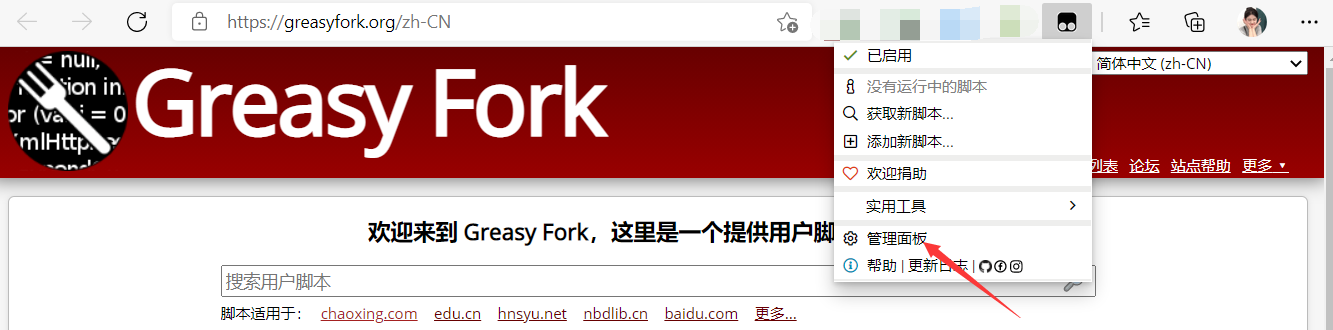 https://greasyfork.org/zh-CN
= null,
tion in
or (va i = 0
XmlHttp
Greasy Fork
简体中文 (zh-CN)
列表 论坛 站点帮助 更多
已启用
没有运行中的脚本
获取新脚本...
添加新脚本...
欢迎捐助
实用工具
管理面板
帮助 | 更新日志 |
欢迎来到 Greasy Fork，这里是一个提供用户脚
搜索用户脚本
脚本适用于： chaoxing.com edu.cn hnsyu.net nbdlib.cn baidu.com 更多...